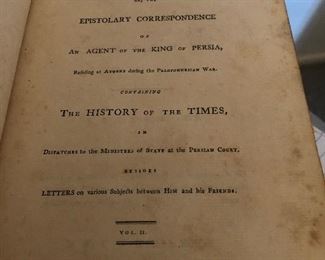 OR, THE
EPISTOLARY CORRESPONDENCE
OF
AN AGENT OF THE KING OF PERSIA,
Residing at ATHENS during the PELOPONNESIAN WAR.
CONTAINING
THE HISTORY OF THE TIMES,
IN
DISPATCHES to the MINISTERS of STATE at the PERSIAN COURT.
BESIDES
LETTERS on various Subjects between HIM and his FRIENDS.
VOL. II.